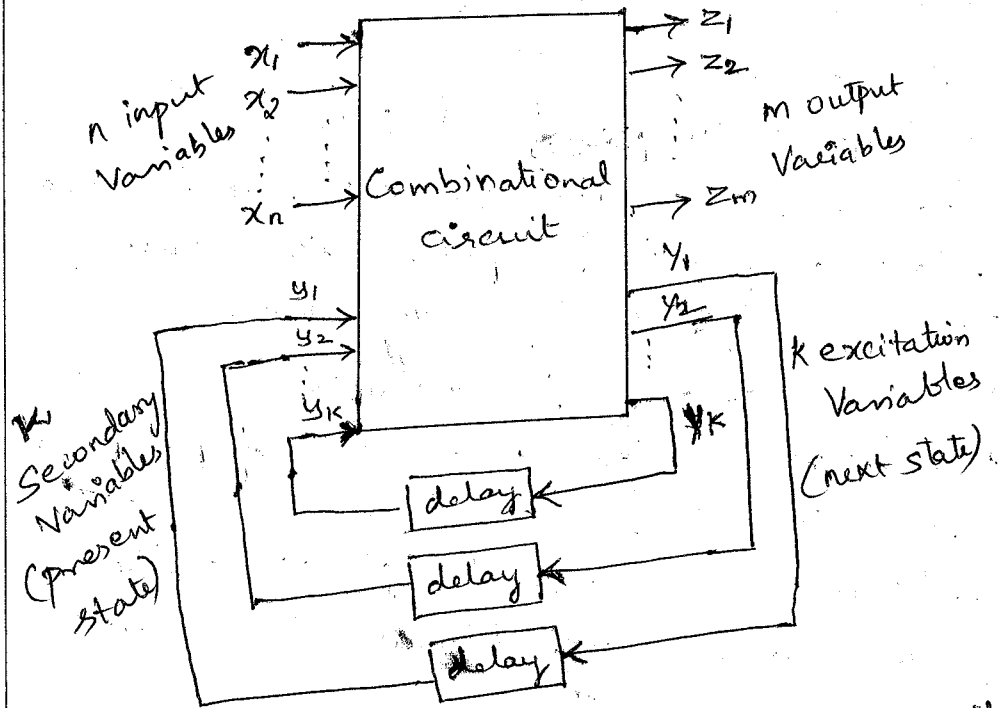 x1
x2
xn
n input
Variables
Combinational
circuit
Z1
Z2
Zm
m output
Variables
y1
y2
yk
K
Secondary
Variables
(present
state)
Y1
Y2
Yk
k excitation
Variables
(next state)
delay
delay
delay